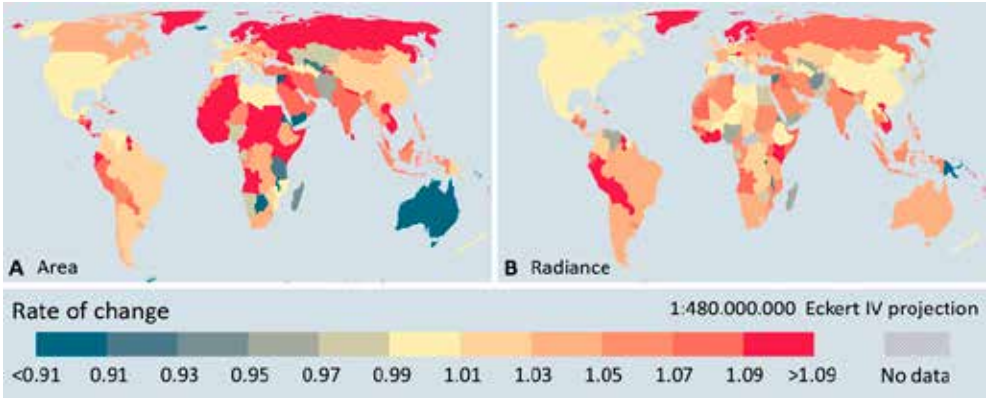 A Area
B Radiance
Rate of change
1:480.000.000 Eckert IV projection
<0.91 0.91 0.93 0.95 0.97 0.99 1.01 1.03 1.05 1.07 1.09 >1.09
No data